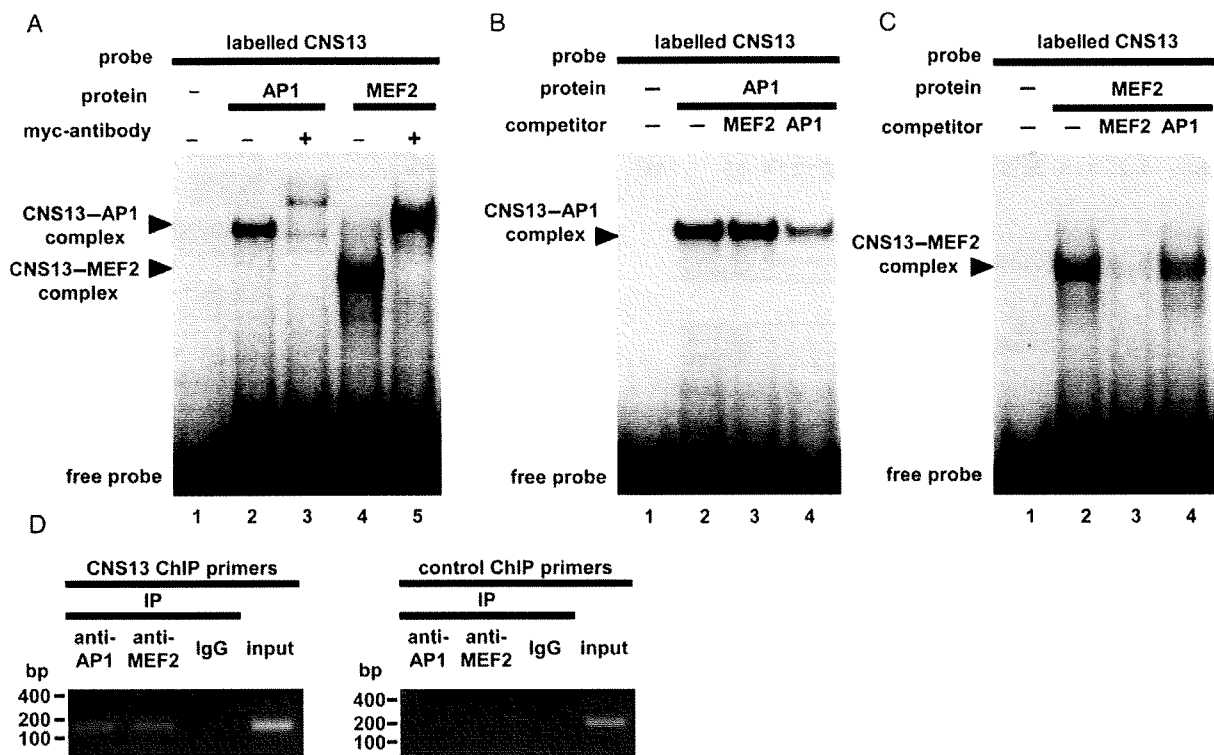 A
labelled CNS13
probe
protein – AP1 MEF2
myc-antibody – – + – +
CNS13–AP1
complex
CNS13–MEF2
complex
free probe
1 2 3 4 5
B
labelled CNS13
probe
protein – AP1
competitor – – MEF2 AP1
CNS13–AP1
complex
free probe
1 2 3 4
C
labelled CNS13
probe
protein – MEF2
competitor – – MEF2 AP1
CNS13–MEF2
complex
free probe
1 2 3 4
D
CNS13 ChIP primers
IP
anti-AP1 anti-MEF2 IgG input
bp
400
200
100
control ChIP primers
IP
anti-AP1 anti-MEF2 IgG input
bp
400
200
100